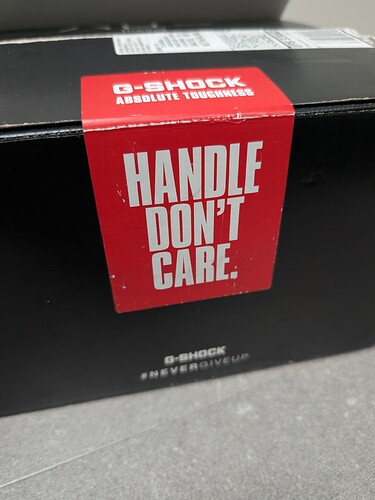 G-SHOCK
ABSOLUTE TOUGHNESS
HANDLE
DON'T
CARE.
G-SHOCK
#NEVERGIVEUP